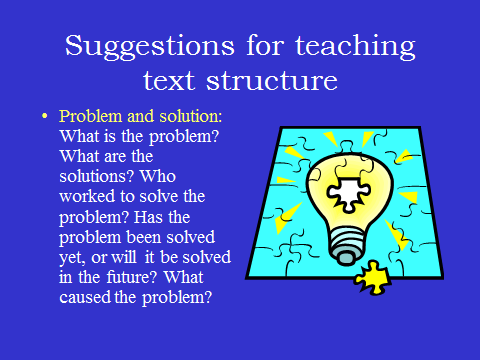 Suggestions for teaching
text structure
• Problem and solution:
What is the problem?
What are the
solutions? Who
worked to solve the
problem? Has the
problem been solved
yet, or will it be solved
in the future? What
caused the problem?